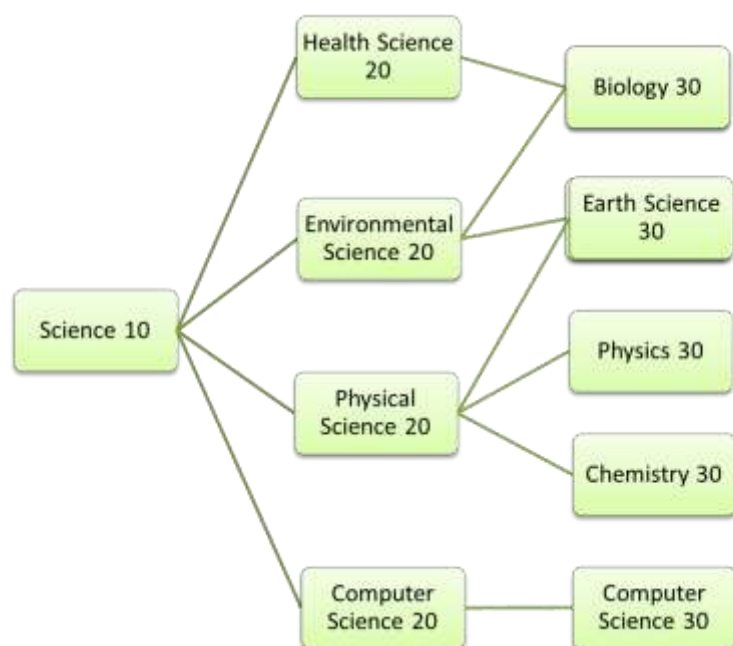 Health Science
20
Biology 30
Environmental
Science 20
Earth Science
30
Science 10
Physics 30
Physical
Science 20
Chemistry 30
Computer
Science 20
Computer
Science 30